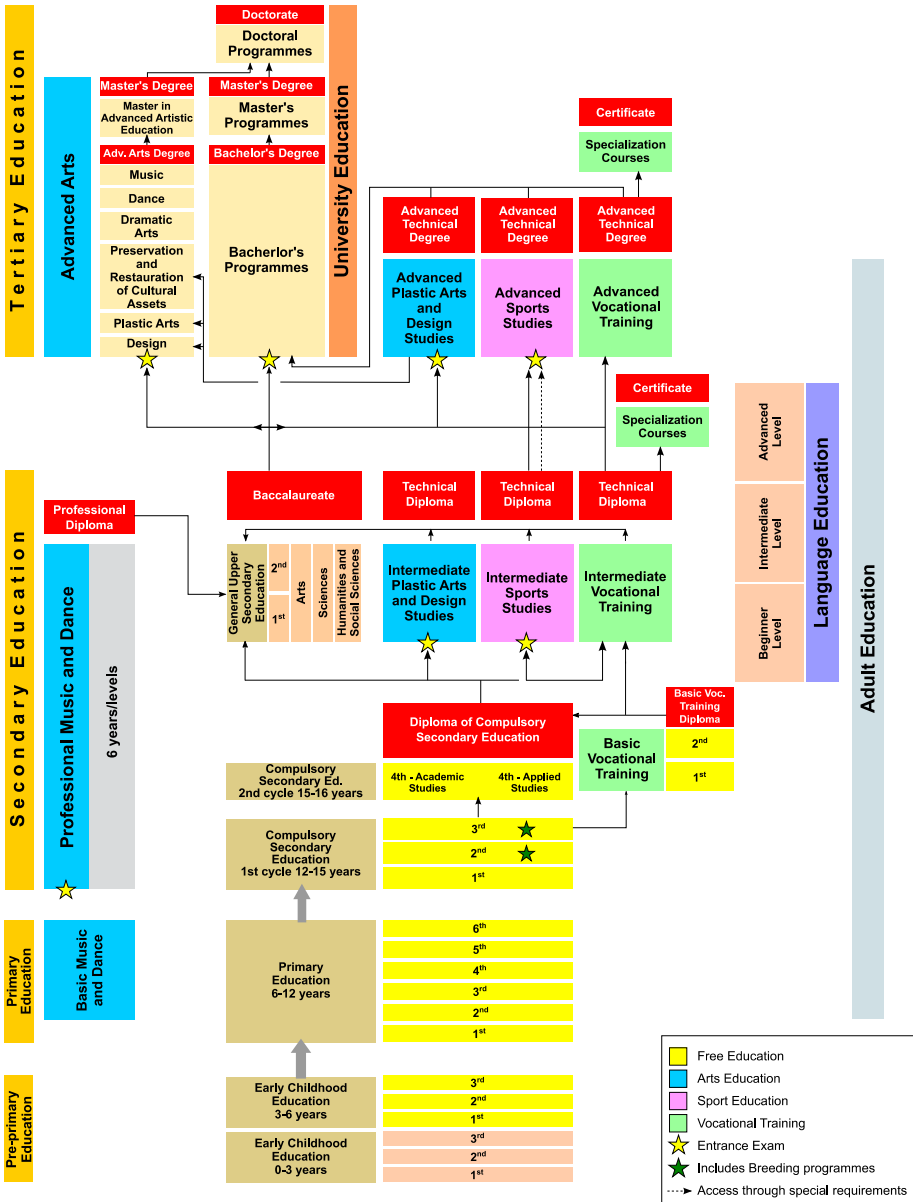 Tertiary Education
Advanced Arts
Doctorate
Doctoral
Programmes
Master's Degree
Master in
Advanced Artistic
Education
Adv. Arts Degree
Music
Dance
Dramatic
Arts
Preservation
and
Restauration
of Cultural
Assets
Plastic Arts
Design
Master's Degree
Master's
Programmes
Bachelor's Degree
Bacherlor's
Programmes
University Education
Advanced
Technical
Degree
Advanced
Plastic Arts
and
Design
Studies
Advanced
Technical
Degree
Advanced
Sports
Studies
Certificate
Specialization
Courses
Advanced
Technical
Degree
Advanced
Vocational
Training
Certificate
Specialization
Courses
Advanced
Level
Intermediate
Level
Beginner
Level
Language Education
Adult Education
Secondary Education
Professional
Diploma
Professional Music and Dance
6 years/levels
Baccalaureate
General Upper
Secondary
Education
2nd
1st
Arts
Sciences
Humanities and
Social Sciences
Technical
Diploma
Intermediate
Plastic Arts
and Design
Studies
Technical
Diploma
Intermediate
Sports
Studies
Technical
Diploma
Intermediate
Vocational
Training
Diploma of Compulsory
Secondary Education
Basic Voc.
Training
Diploma
Basic
Vocational
Training
2nd
1st
Compulsory
Secondary Ed.
2nd cycle 15-16 years
4th - Academic
Studies
4th - Applied
Studies
Compulsory
Secondary
Education
1st cycle 12-15 years
3rd
2nd
1st
Primary
Education
Basic Music
and Dance
Primary
Education
6-12 years
6th
5th
4th
3rd
2nd
1st
Pre-primary
Education
Early Childhood
Education
3-6 years
3rd
2nd
1st
Early Childhood
Education
0-3 years
3rd
2nd
1st
Free Education
Arts Education
Sport Education
Vocational Training
Entrance Exam
Includes Breeding programmes
Access through special requirements